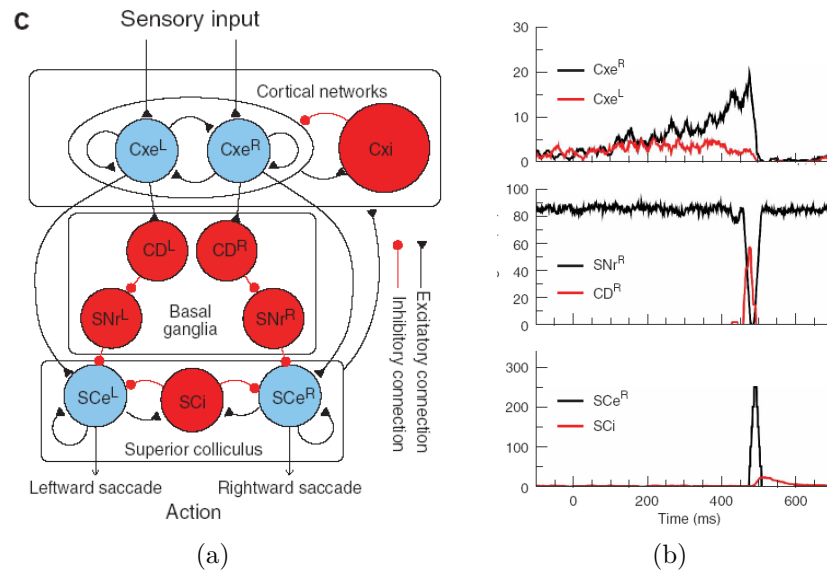 C
Sensory input
Cortical networks
Cxe^L
Cxe^R
Cxi
CD^L
CD^R
SNr^L
Basal
ganglia
SNr^R
SCe^L
SCi
SCe^R
Superior colliculus
Leftward saccade
Rightward saccade
Action
Inhibitory connection
Excitatory connection
(a)
30
20
10
5
0
Cxe^R
Cxe^L
100
80
60
40
20
0
SNr^R
CD^R
300
200
100
0
SCe^R
SCi
0
200
400
600
Time (ms)
(b)